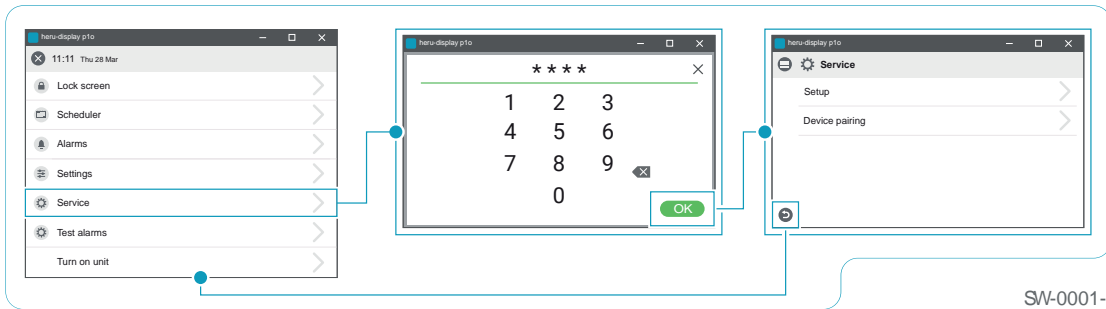 heru-display p1o
11:11 Thu 28 Mar
Lock screen
Scheduler
Alarms
Settings
Service
Test alarms
Turn on unit
heru-display p1o
****
1 2 3
4 5 6
7 8 9
0
OK
heru-display p1o
Service
Setup
Device pairing
SW-0001-